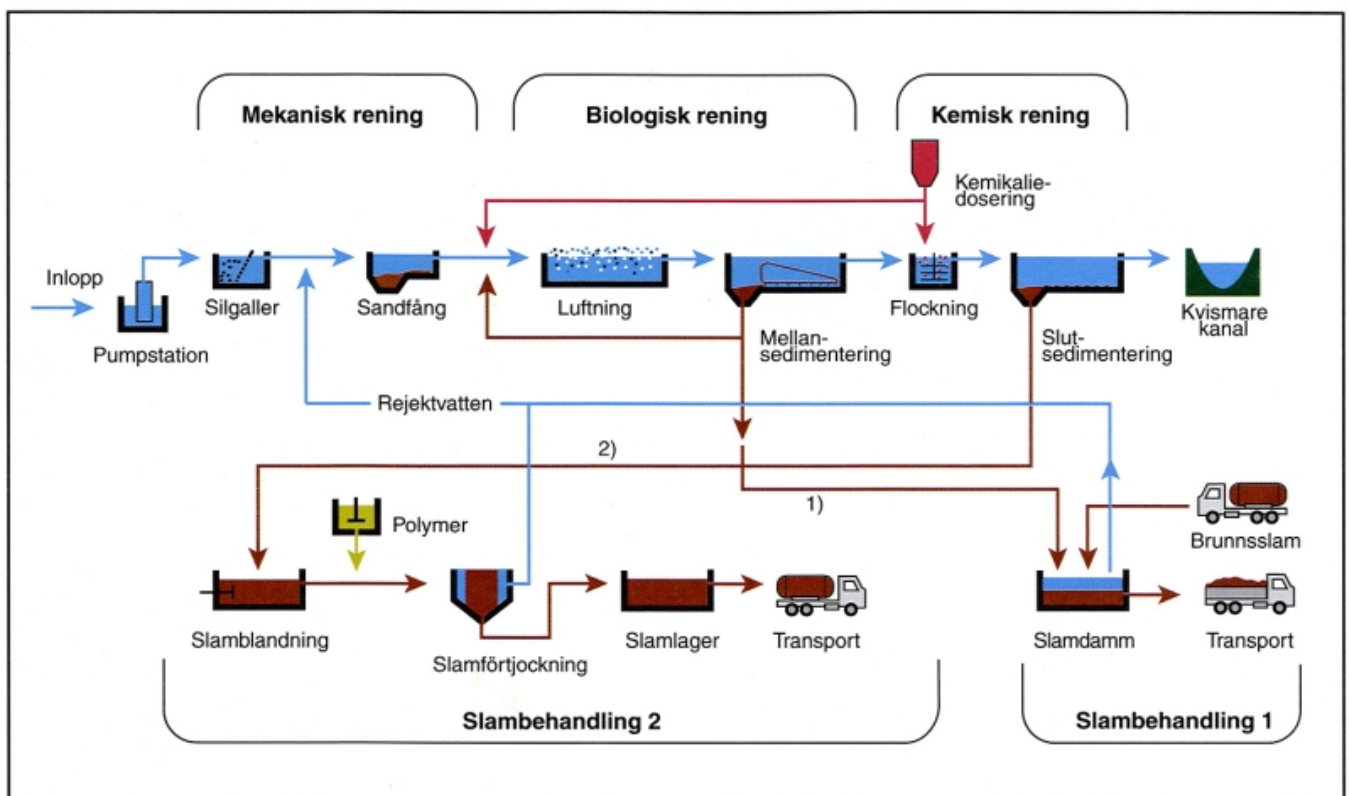 Mekanisk rening
Biologisk rening
Kemisk rening
Kemikalie-
dosering
Inlopp
Pumpstation
Silgaller
Sandfång
Luftning
Mellan-
sedimentering
Flockning
Slut-
sedimentering
Kvismare
kanal
Rejektvatten
2)
1)
Polymer
Brunnsslam
Slamblandning
Slamförtjockning
Slamlager
Transport
Slamdamm
Transport
Slambehandling 2
Slambehandling 1